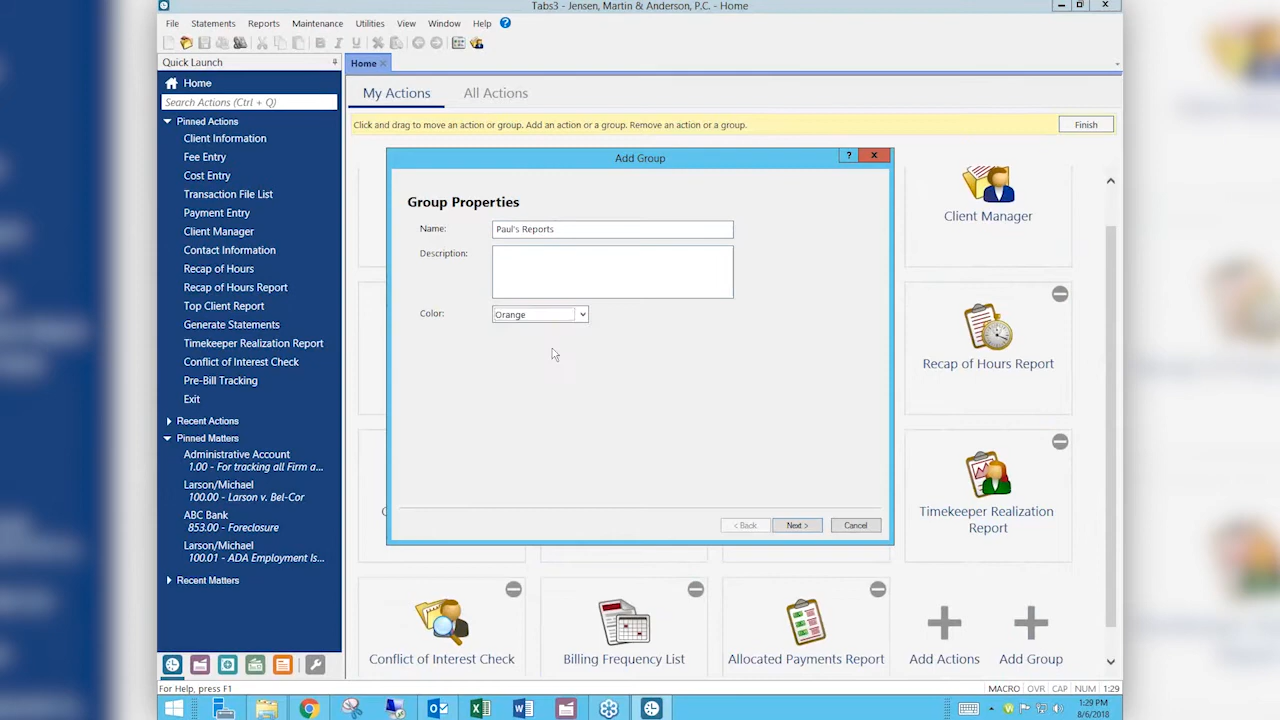 Tabs3 - Jensen, Martin & Anderson, P.C. - Home
File Statements Reports Maintenance Utilities View Window Help
Quick Launch
Home
Home
Search Actions (Ctrl + Q)
Pinned Actions
Client Information
Fee Entry
Cost Entry
Transaction File List
Payment Entry
Client Manager
Contact Information
Recap of Hours
Recap of Hours Report
Top Client Report
Generate Statements
Timekeeper Realization Report
Conflict of Interest Check
Pre-Bill Tracking
Exit
Recent Actions
Pinned Matters
Administrative Account
1.00 - For tracking all Firm a...
Larson/Michael
100.00 - Larson v. Bel-Cor
ABC Bank
853.00 - Foreclosure
Larson/Michael
100.01 - ADA Employment Is...
Recent Matters
My Actions All Actions
Click and drag to move an action or group. Add an action or a group. Remove an action or a group.
Finish
Add Group
Group Properties
Name: Paul's Reports
Description:
Color: Orange
< Back Next > Cancel
Client Manager
Recap of Hours Report
Timekeeper Realization
Report
Conflict of Interest Check
Billing Frequency List
Allocated Payments Report
Add Actions
Add Group
For Help, press F1
MACRO OVR CAP NUM 1:29
1:29 PM
8/6/2018